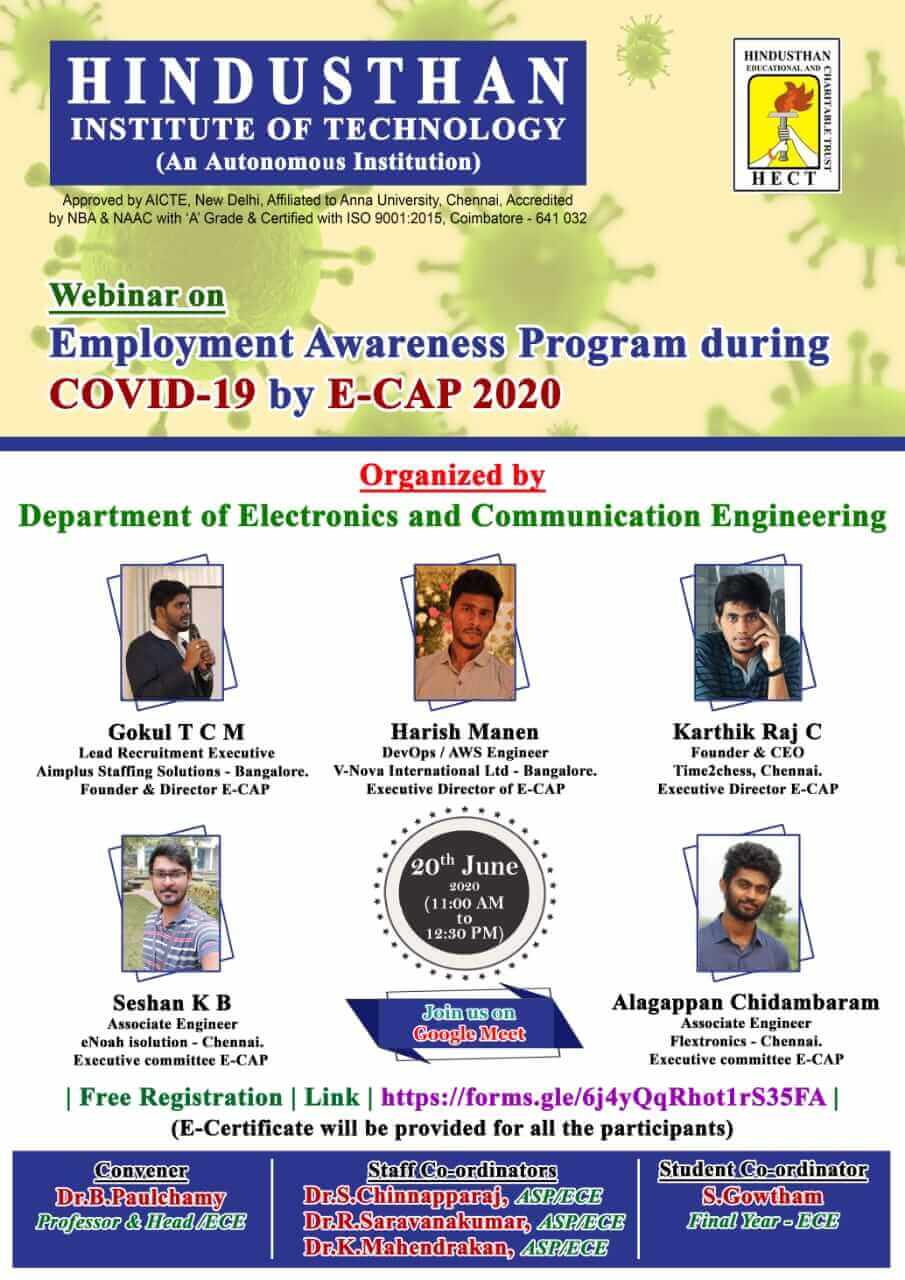 HINDUSTHAN
INSTITUTE OF TECHNOLOGY
(An Autonomous Institution)
Approved by AICTE, New Delhi, Affiliated to Anna University, Chennai, Accredited
by NBA & NAAC with ‘A’ Grade & Certified with ISO 9001:2015, Coimbatore - 641 032
HINDUSTHAN
EDUCATIONAL AND
CHARITABLE TRUST
HECT
Webinar on
Employment Awareness Program during
COVID-19 by E-CAP 2020
Organized by
Department of Electronics and Communication Engineering
Gokul T C M
Lead Recruitment Executive
Aimplus Staffing Solutions - Bangalore.
Founder & Director E-CAP
Harish Manen
DevOps / AWS Engineer
V-Nova International Ltd - Bangalore.
Executive Director of E-CAP
Karthik Raj C
Founder & CEO
Time2chess, Chennai.
Executive Director E-CAP
Seshan K B
Associate Engineer
eNoah isolution - Chennai.
Executive committee E-CAP
20th June
2020
(11:00 AM
to
12:30 PM)
Join us on
Google Meet
Alagappan Chidambaram
Associate Engineer
Flextronics - Chennai.
Executive committee E-CAP
| Free Registration | Link | https://forms.gle/6j4yQqRhot1rS35FA |
(E-Certificate will be provided for all the participants)
Convener
Dr.B.Paulchamy
Professor & Head /ECE
Staff Co-ordinators
Dr.S.Chinnapparaj, ASP/ECE
Dr.R.Saravanakumar, ASP/ECE
Dr.K.Mahendrakan, ASP/ECE
Student Co-ordinator
S.Gowtham
Final Year - ECE